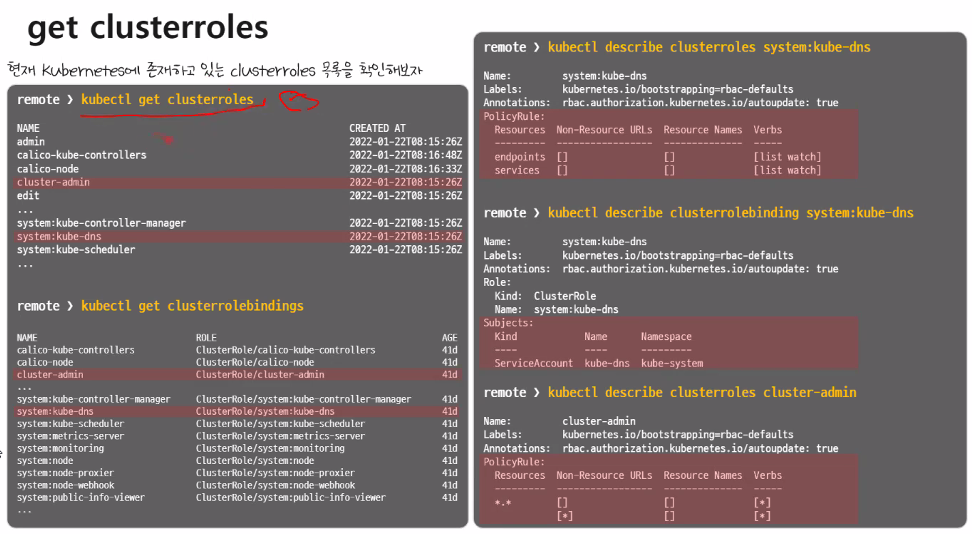 get clusterroles
현재 Kubernetes에 존재하고 있는 clusterroles 목록을 확인해보자
remote ❯ kubectl get clusterroles
NAME CREATED AT
admin 2022-01-22T08:15:26Z
calico-kube-controllers 2022-01-22T08:16:48Z
calico-node 2022-01-22T08:16:33Z
cluster-admin 2022-01-22T08:15:26Z
edit 2022-01-22T08:15:26Z
...
system:kube-controller-manager 2022-01-22T08:15:26Z
system:kube-dns 2022-01-22T08:15:26Z
system:kube-scheduler 2022-01-22T08:15:26Z
...
remote ❯ kubectl get clusterrolebindings
NAME ROLE AGE
calico-kube-controllers ClusterRole/calico-kube-controllers 41d
calico-node ClusterRole/calico-node 41d
cluster-admin ClusterRole/cluster-admin 41d
...
system:kube-controller-manager ClusterRole/system:kube-controller-manager 41d
system:kube-dns ClusterRole/system:kube-dns 41d
system:kube-scheduler ClusterRole/system:kube-scheduler 41d
system:metrics-server ClusterRole/system:metrics-server 41d
system:monitoring ClusterRole/system:monitoring 41d
system:node ClusterRole/system:node 41d
system:node-proxier ClusterRole/system:node-proxier 41d
system:node-webhook ClusterRole/system:node-webhook 41d
system:public-info-viewer ClusterRole/system:public-info-viewer 41d
...
remote ❯ kubectl describe clusterroles system:kube-dns
Name: system:kube-dns
Labels: kubernetes.io/bootstrapping=rbac-defaults
Annotations: rbac.authorization.kubernetes.io/autoupdate: true
PolicyRule:
Resources Non-Resource URLs Resource Names Verbs
--------- ----------------- -------------- -----
endpoints [] [] [list watch]
services [] [] [list watch]
remote ❯ kubectl describe clusterrolebinding system:kube-dns
Name: system:kube-dns
Labels: kubernetes.io/bootstrapping=rbac-defaults
Annotations: rbac.authorization.kubernetes.io/autoupdate: true
Role:
Kind: ClusterRole
Name: system:kube-dns
Subjects:
Kind Name Namespace
---- ---- ---------
ServiceAccount kube-dns kube-system
remote ❯ kubectl describe clusterroles cluster-admin
Name: cluster-admin
Labels: kubernetes.io/bootstrapping=rbac-defaults
Annotations: rbac.authorization.kubernetes.io/autoupdate: true
PolicyRule:
Resources Non-Resource URLs Resource Names Verbs
--------- ----------------- -------------- -----
*.* [] [] [*]
[*] [] [*]